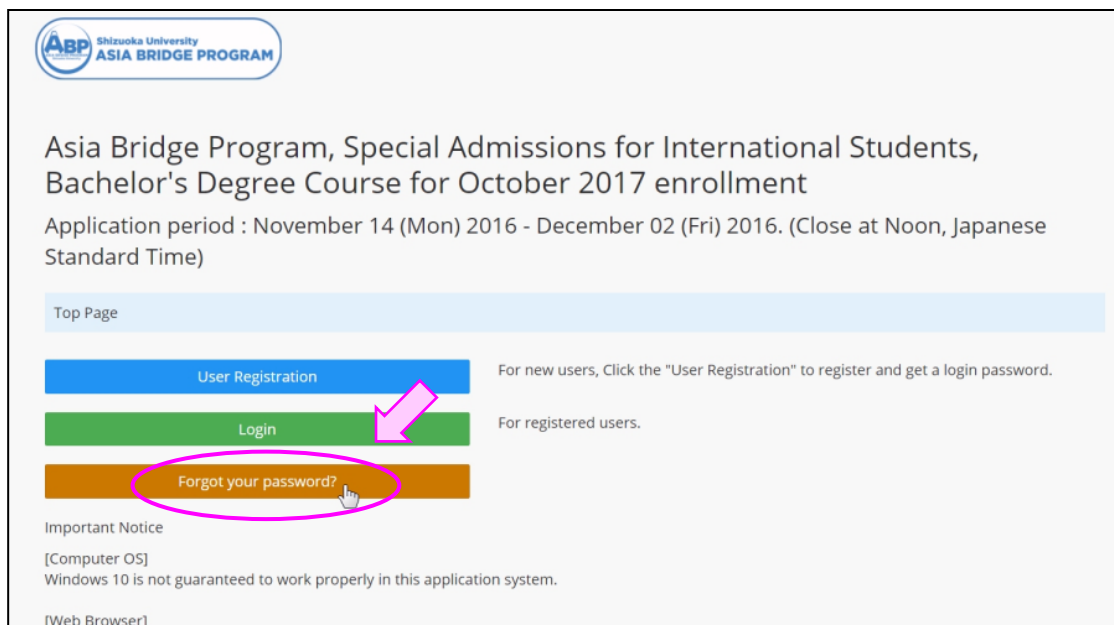 ABP
Shizuoka University
ASIA BRIDGE PROGRAM
Asia Bridge Program, Special Admissions for International Students,
Bachelor's Degree Course for October 2017 enrollment
Application period : November 14 (Mon) 2016 - December 02 (Fri) 2016. (Close at Noon, Japanese
Standard Time)
Top Page
User Registration
For new users, Click the "User Registration" to register and get a login password.
Login
For registered users.
Forgot your password?
Important Notice
[Computer OS]
Windows 10 is not guaranteed to work properly in this application system.
[Web Browser]